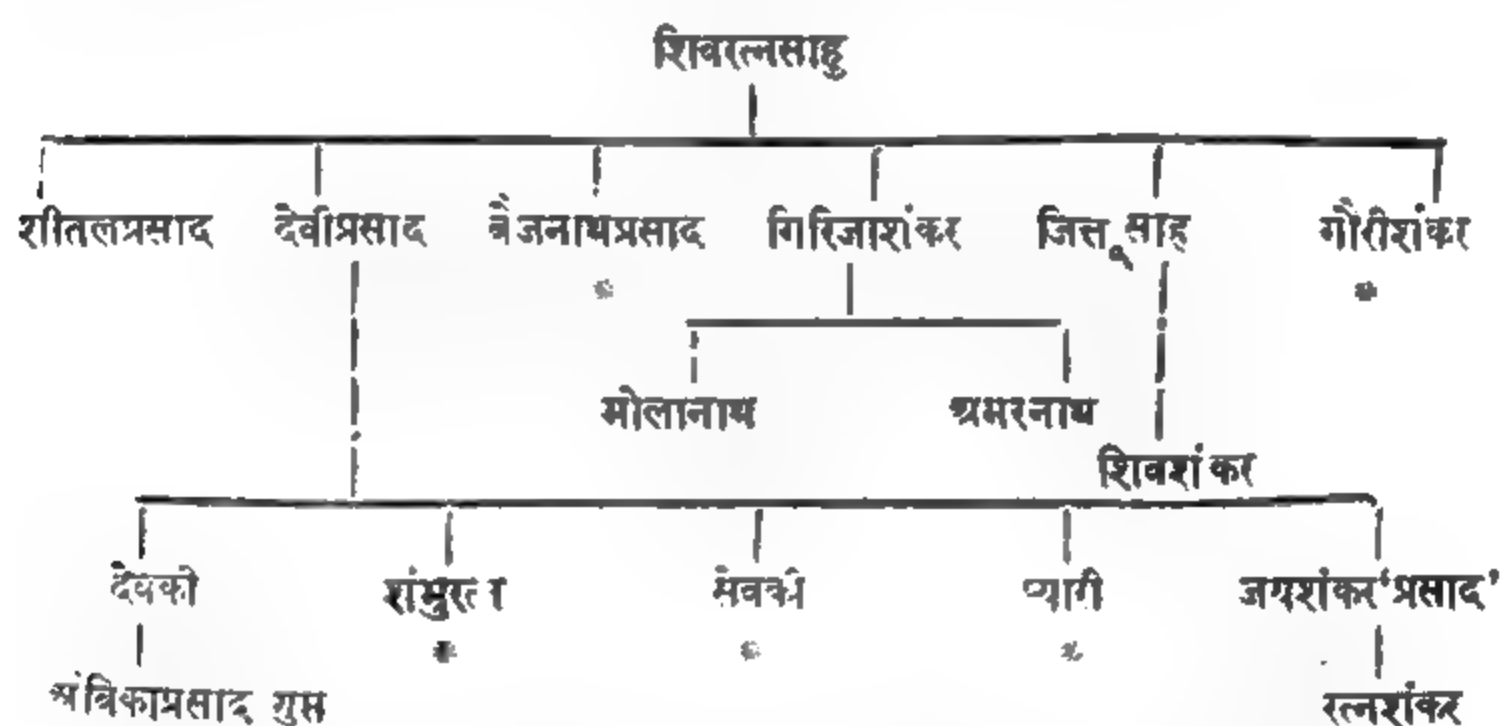 शिवरत्नसाहु
शीतलप्रसाद देवीप्रसाद बैजनाथप्रसाद गिरिजाशंकर जित्तू साहु गौरीशंकर
* *
भोलानाथ अमरनाथ
शिवशंकर
देवकी शंभुरत्न सेवकी प्यारी जयशंकर‘प्रसाद’
* * *
अंबिकाप्रसाद गुप्त रत्नशंकर